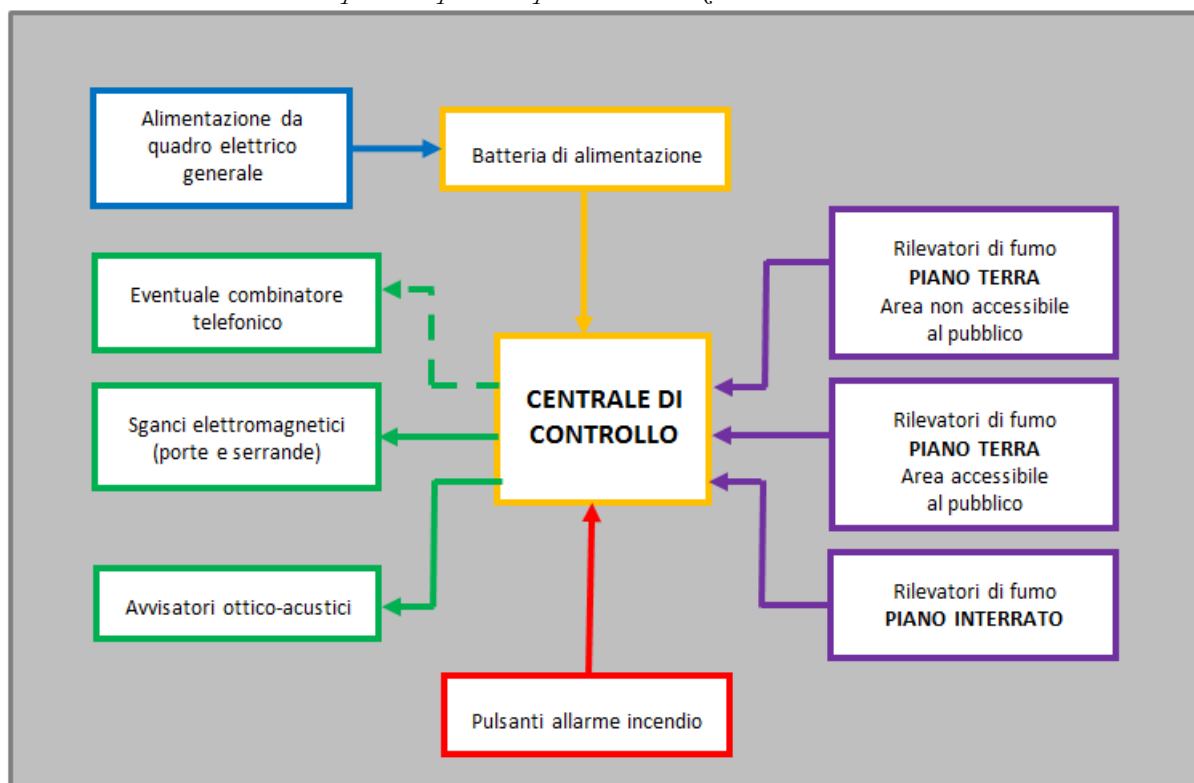 Alimentazione da
quadro elettrico
generale
Batteria di alimentazione
Rilevatori di fumo
PIANO TERRA
Area non accessibile
al pubblico
Eventuale combinatore
telefonico
CENTRALE DI
CONTROLLO
Sganci elettromagnetici
(porte e serrande)
Rilevatori di fumo
PIANO TERRA
Area accessibile
al pubblico
Avvisatori ottico-acustici
Rilevatori di fumo
PIANO INTERRATO
Pulsanti allarme incendio